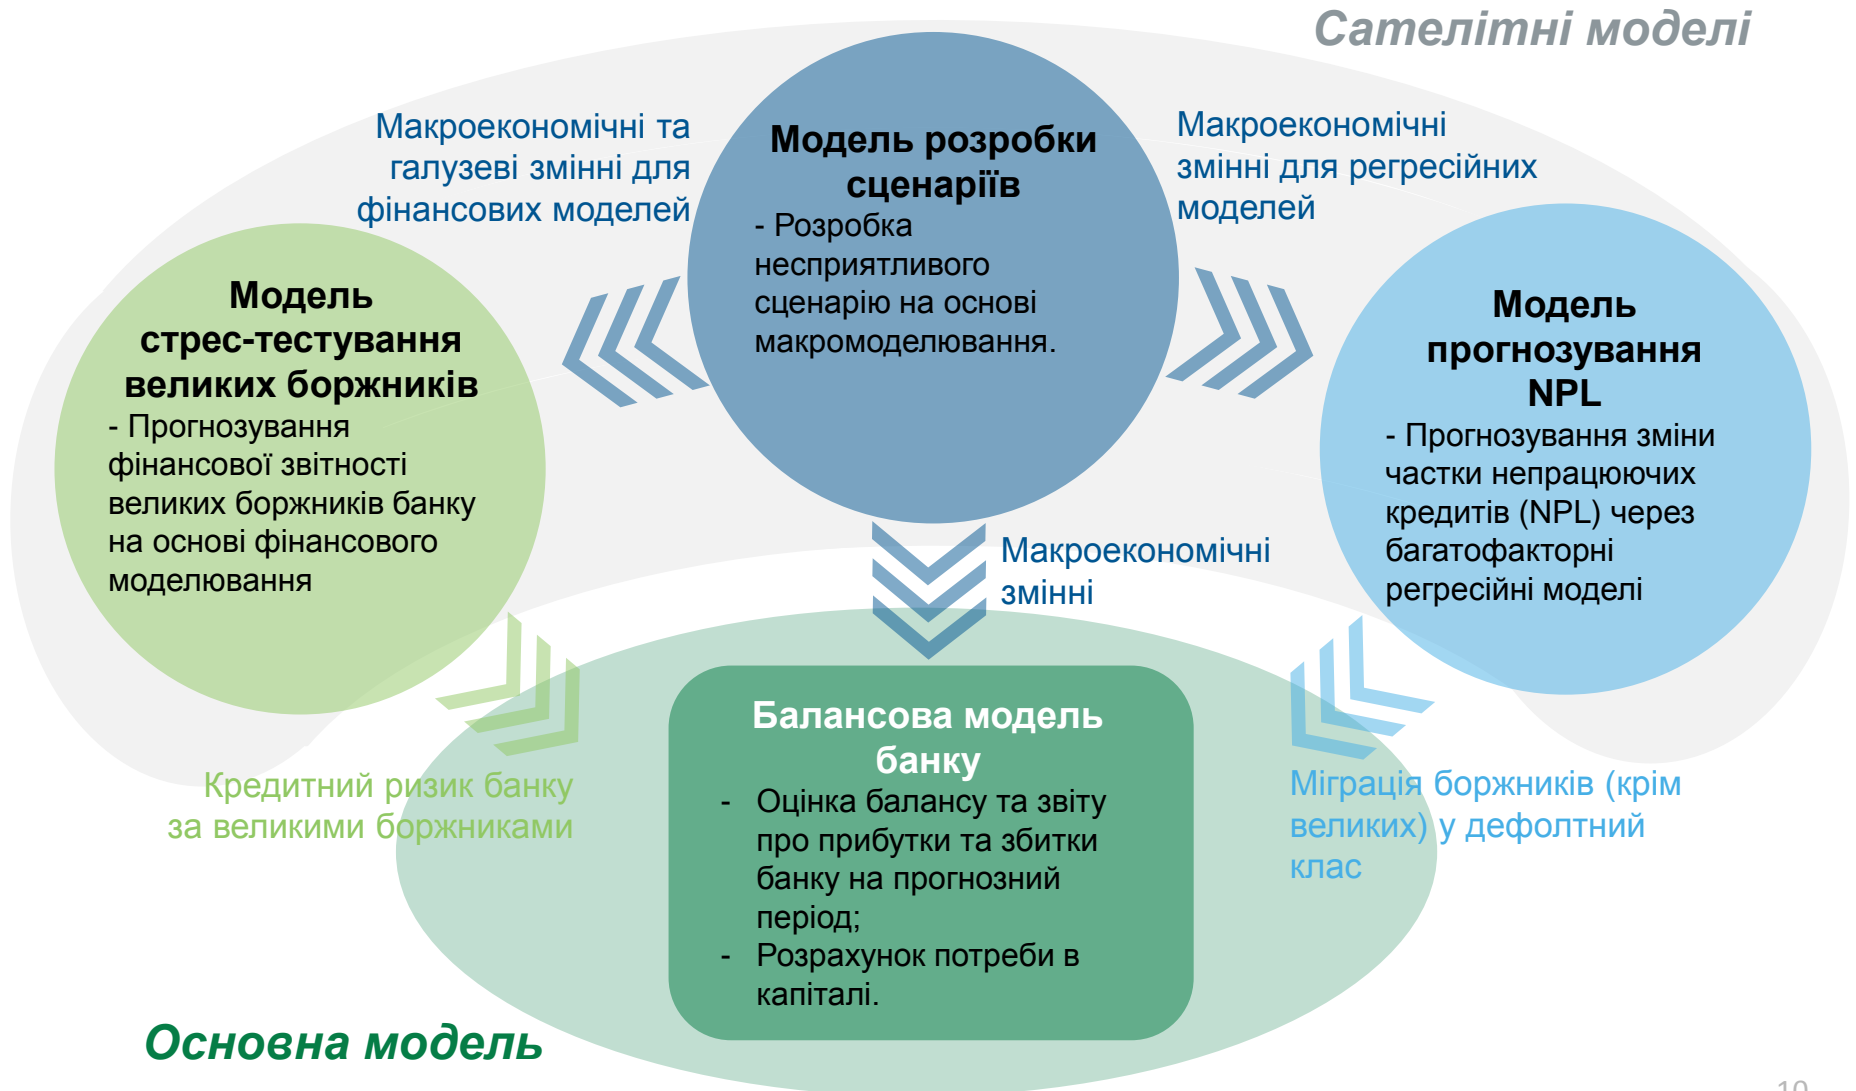 Сателітні моделі
Макроекономічні та
галузеві змінні для
фінансових моделей
Модель розробки
сценаріїв
- Розробка
несприятливого
сценарію на основі
макромоделювання.
Макроекономічні
змінні для регресійних
моделей
Модель
стрес-тестування
великих боржників
- Прогнозування
фінансової звітності
великих боржників банку
на основі фінансового
моделювання
Модель
прогнозування
NPL
- Прогнозування зміни
частки непрацюючих
кредитів (NPL) через
багатофакторні
регресійні моделі
Макроекономічні
змінні
Кредитний ризик банку
за великими боржниками
Балансова модель
банку
- Оцінка балансу та звіту
про прибутки та збитки
банку на прогнозний
період;
- Розрахунок потреби в
капіталі.
Міграція боржників (крім
великих) у дефолтний
клас
Основна модель
10